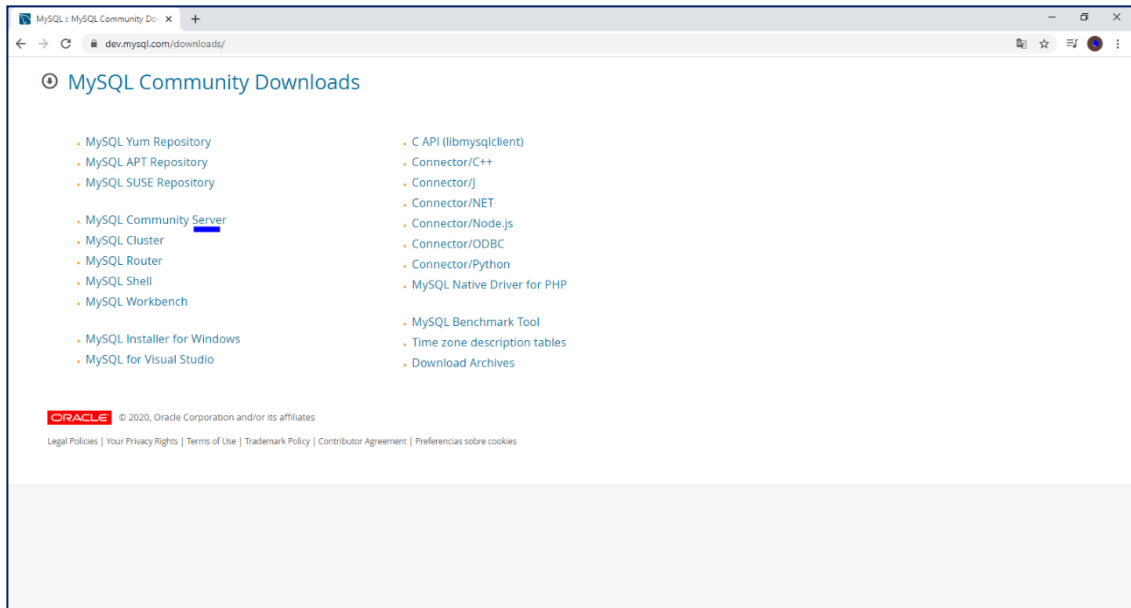 MySQL :: MySQL Community Do
dev.mysql.com/downloads/
MySQL Community Downloads
MySQL Yum Repository
MySQL APT Repository
MySQL SUSE Repository
MySQL Community Server
MySQL Cluster
MySQL Router
MySQL Shell
MySQL Workbench
MySQL Installer for Windows
MySQL for Visual Studio
C API (libmysqlclient)
Connector/C++
Connector/J
Connector/NET
Connector/Node.js
Connector/ODBC
Connector/Python
MySQL Native Driver for PHP
MySQL Benchmark Tool
Time zone description tables
Download Archives
ORACLE © 2020, Oracle Corporation and/or its affiliates
Legal Policies | Your Privacy Rights | Terms of Use | Trademark Policy | Contributor Agreement | Preferencias sobre cookies